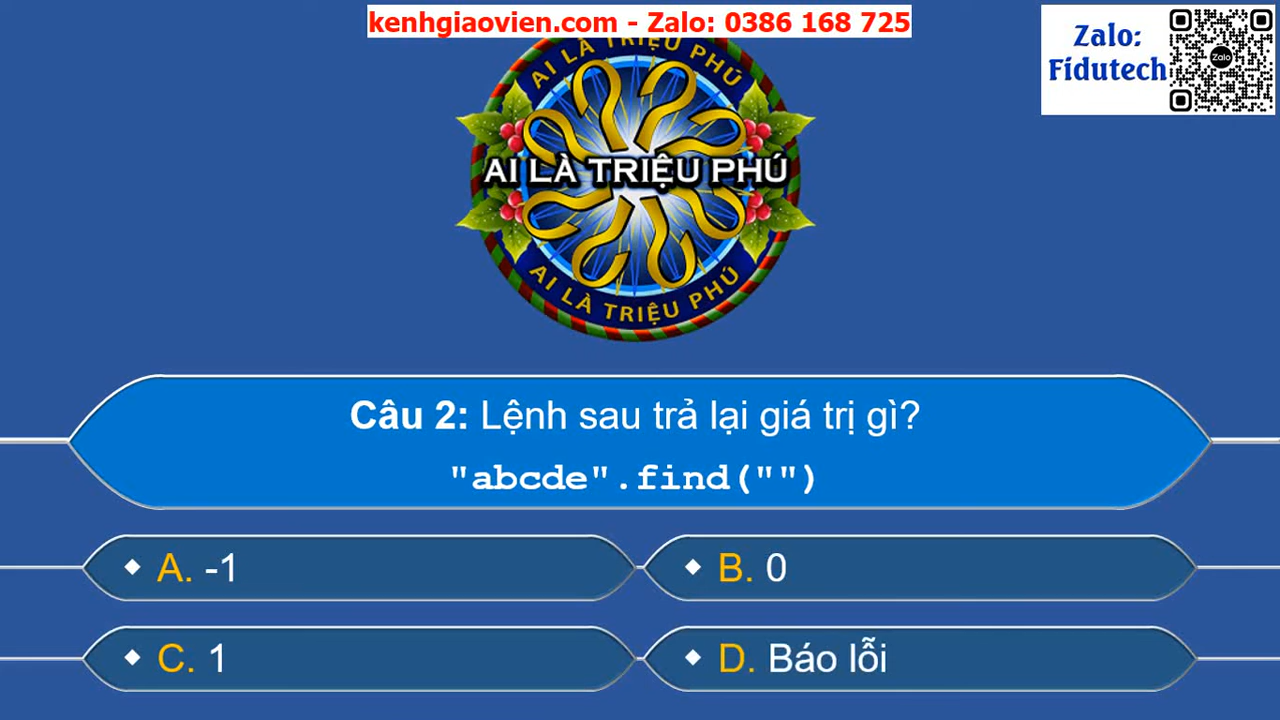 kenhgiaovien.com - Zalo: 0386 168 725
Zalo:
Fidutech
Zalo
AI LÀ TRIỆU PHÚ
AI LÀ TRIỆU PHÚ
AI LÀ TRIỆU PHÚ
Câu 2: Lệnh sau trả lại giá trị gì?
"abcde".find("")
A. -1
B. 0
C. 1
D. Báo lỗi